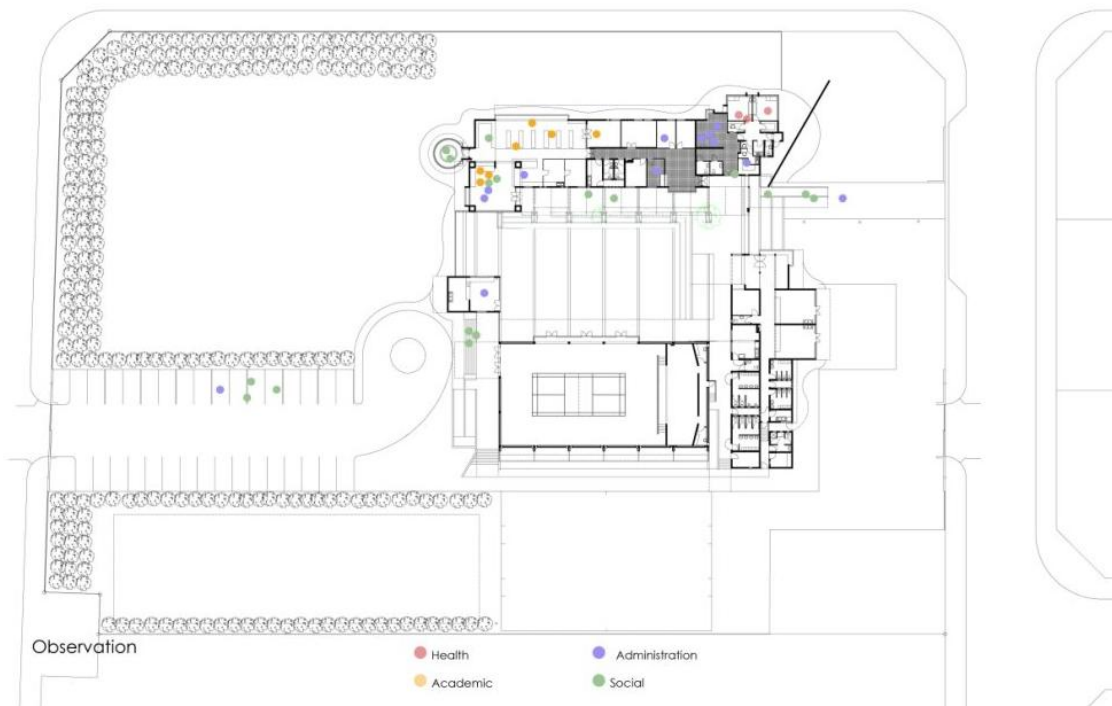 Observation
Health
Administration
Academic
Social